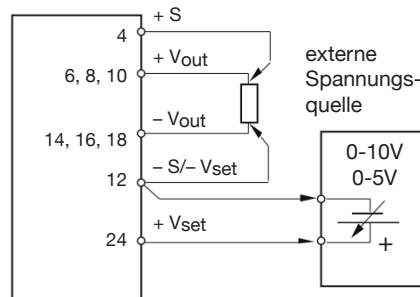 + S
4
+ Vout
6, 8, 10
externe
Spannungs-
quelle
– Vout
14, 16, 18
– S/– Vset
12
0-10V
0-5V
+ Vset
24
+